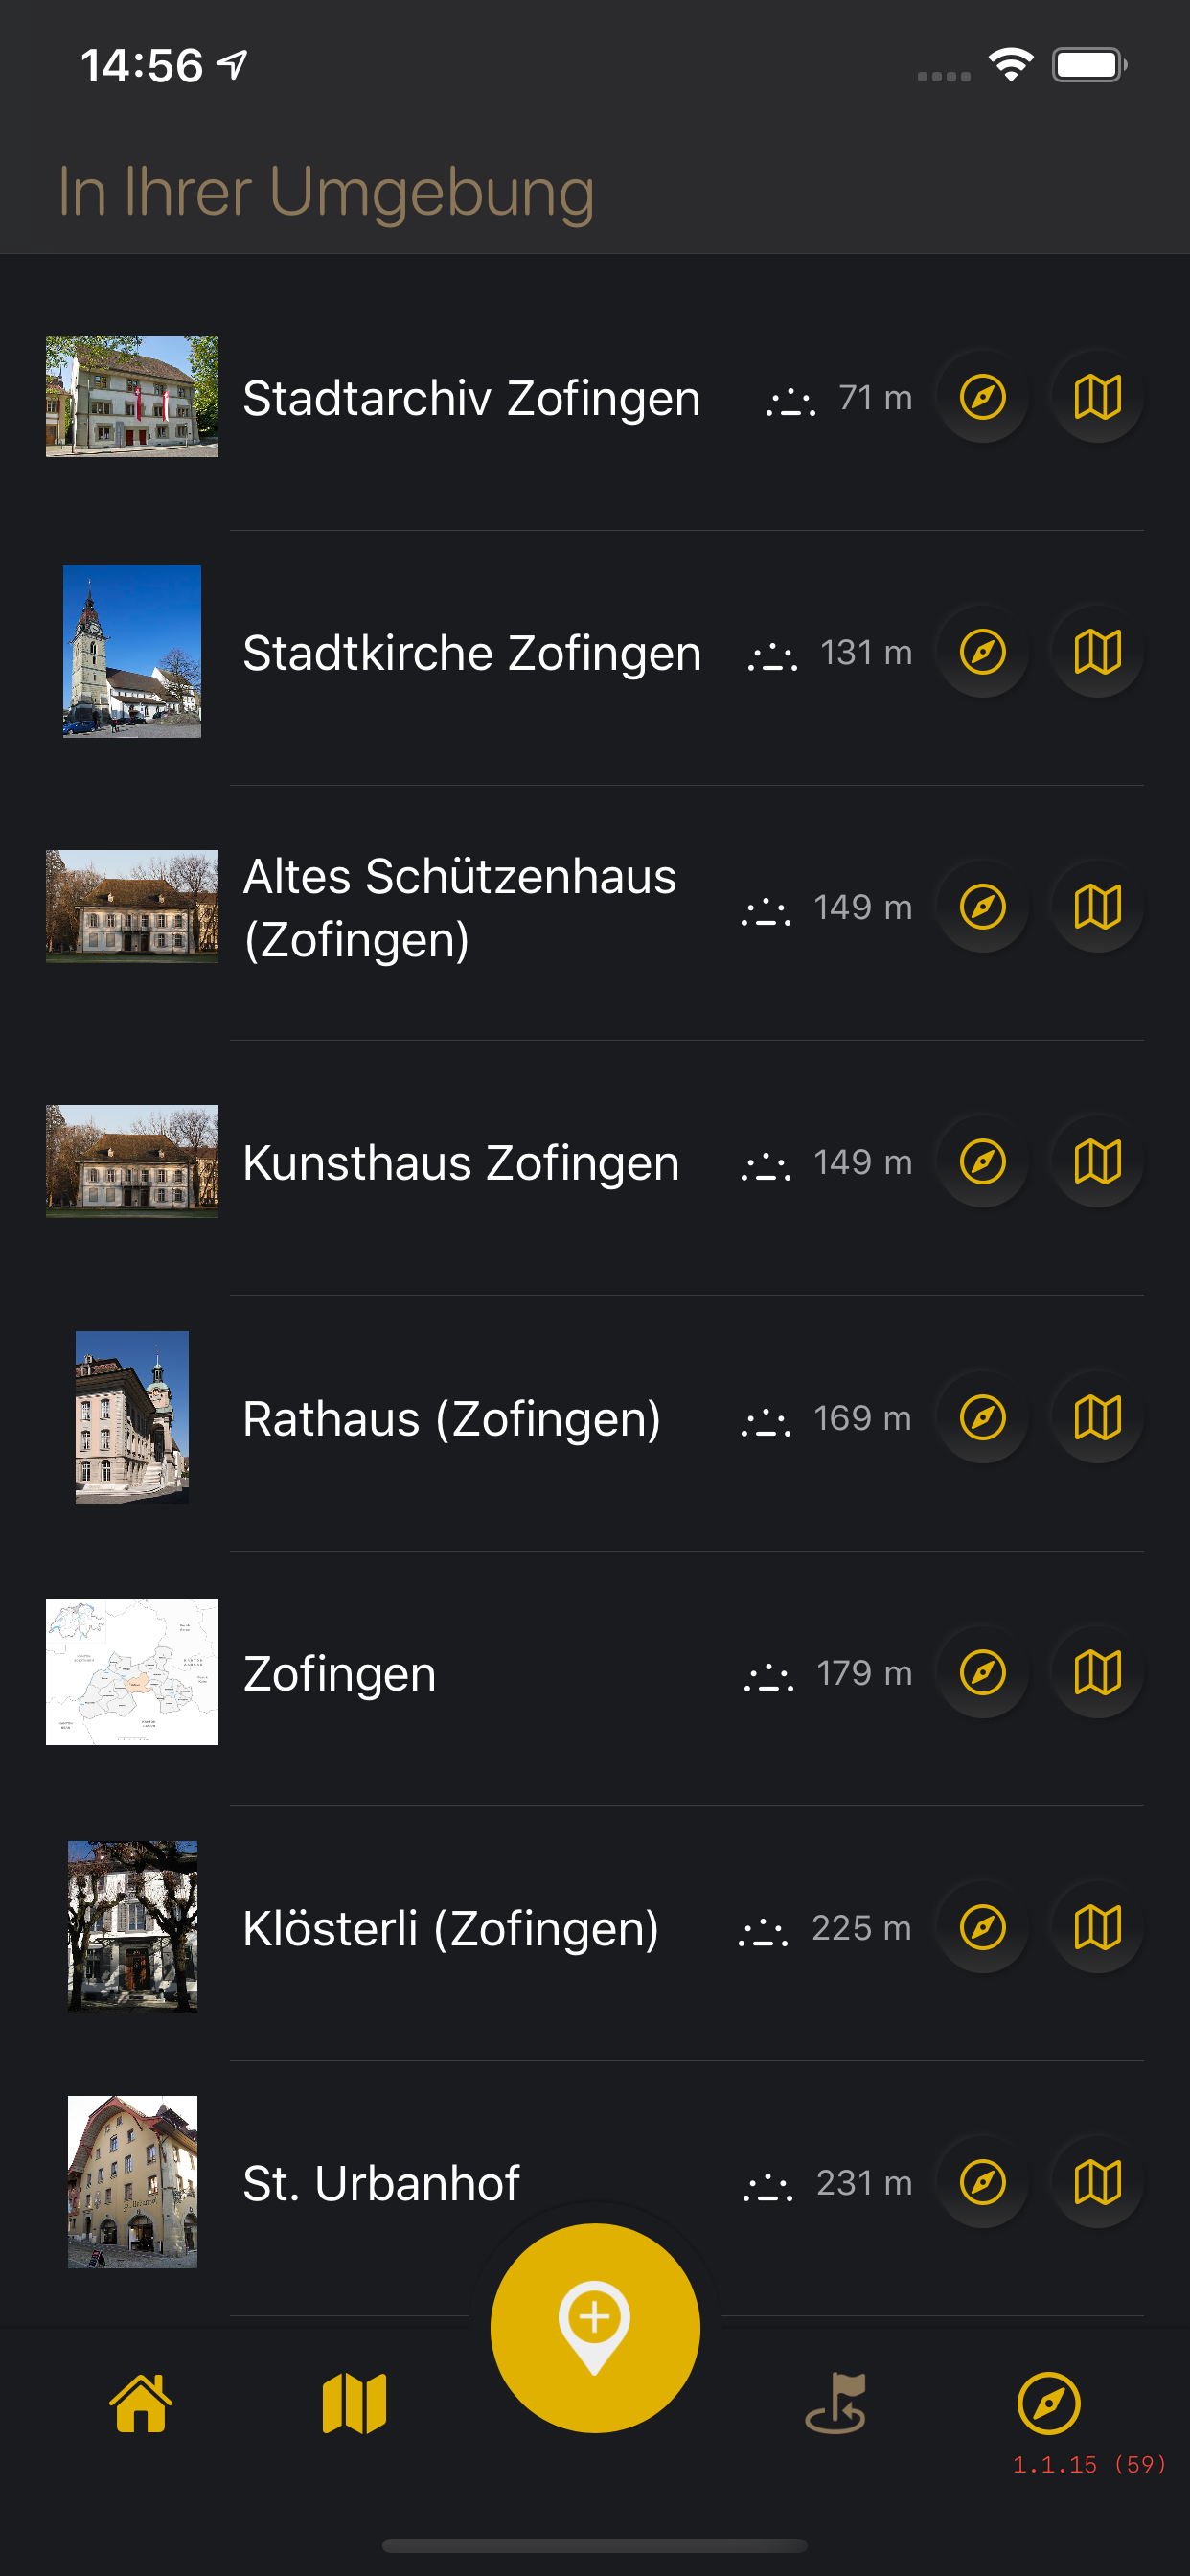 14:56
In Ihrer Umgebung
Stadtarchiv Zofingen 71 m
Stadtkirche Zofingen 131 m
Altes Schützenhaus
(Zofingen) 149 m
Kunsthaus Zofingen 149 m
Rathaus (Zofingen) 169 m
Zofingen 179 m
Klösterli (Zofingen) 225 m
St. Urbanhof 231 m
1.1.15 (59)